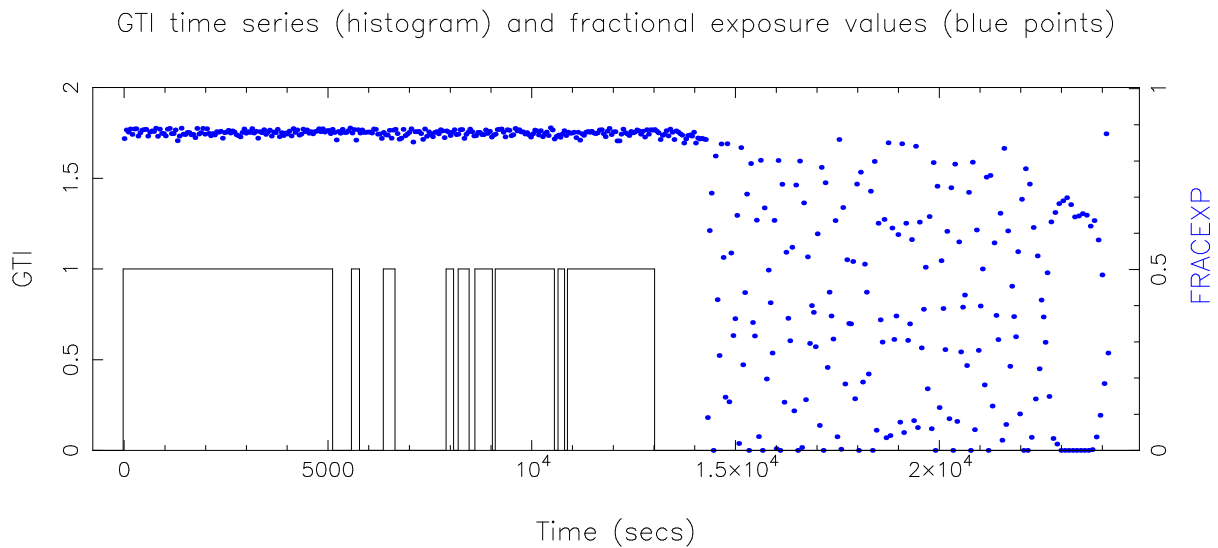 GTI time series (histogram) and fractional exposure values (blue points)
2
1.5
1
0.5
0
GTI
1
0.5
0
FRACEXP
0 5000 10⁴ 1.5×10⁴ 2×10⁴
Time (secs)